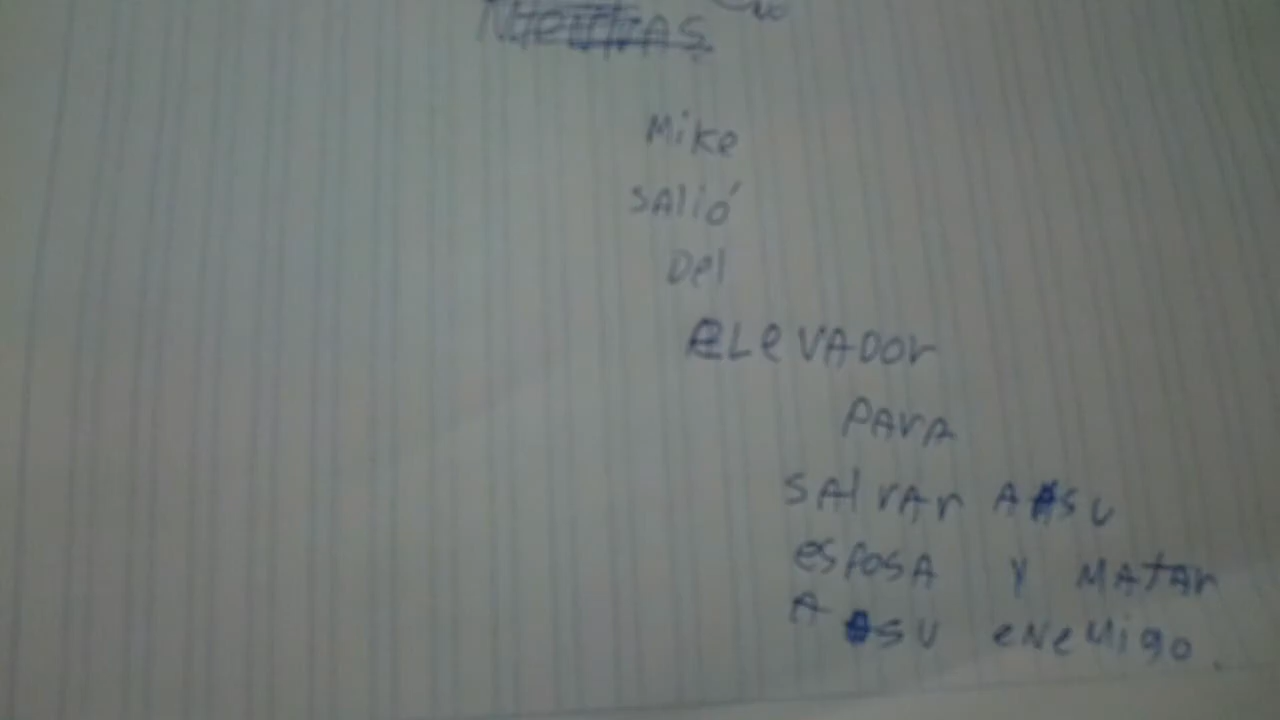 Mike
SAlió
Del
ELeVADor
PArA
SAlVAr A SU
esposA Y MATAr
A SU eNeMigo.